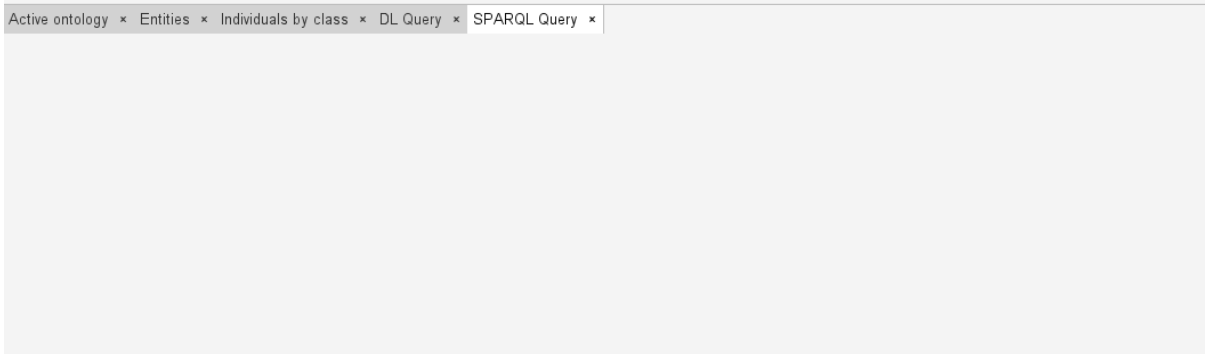 Active ontology × Entities × Individuals by class × DL Query × SPARQL Query ×